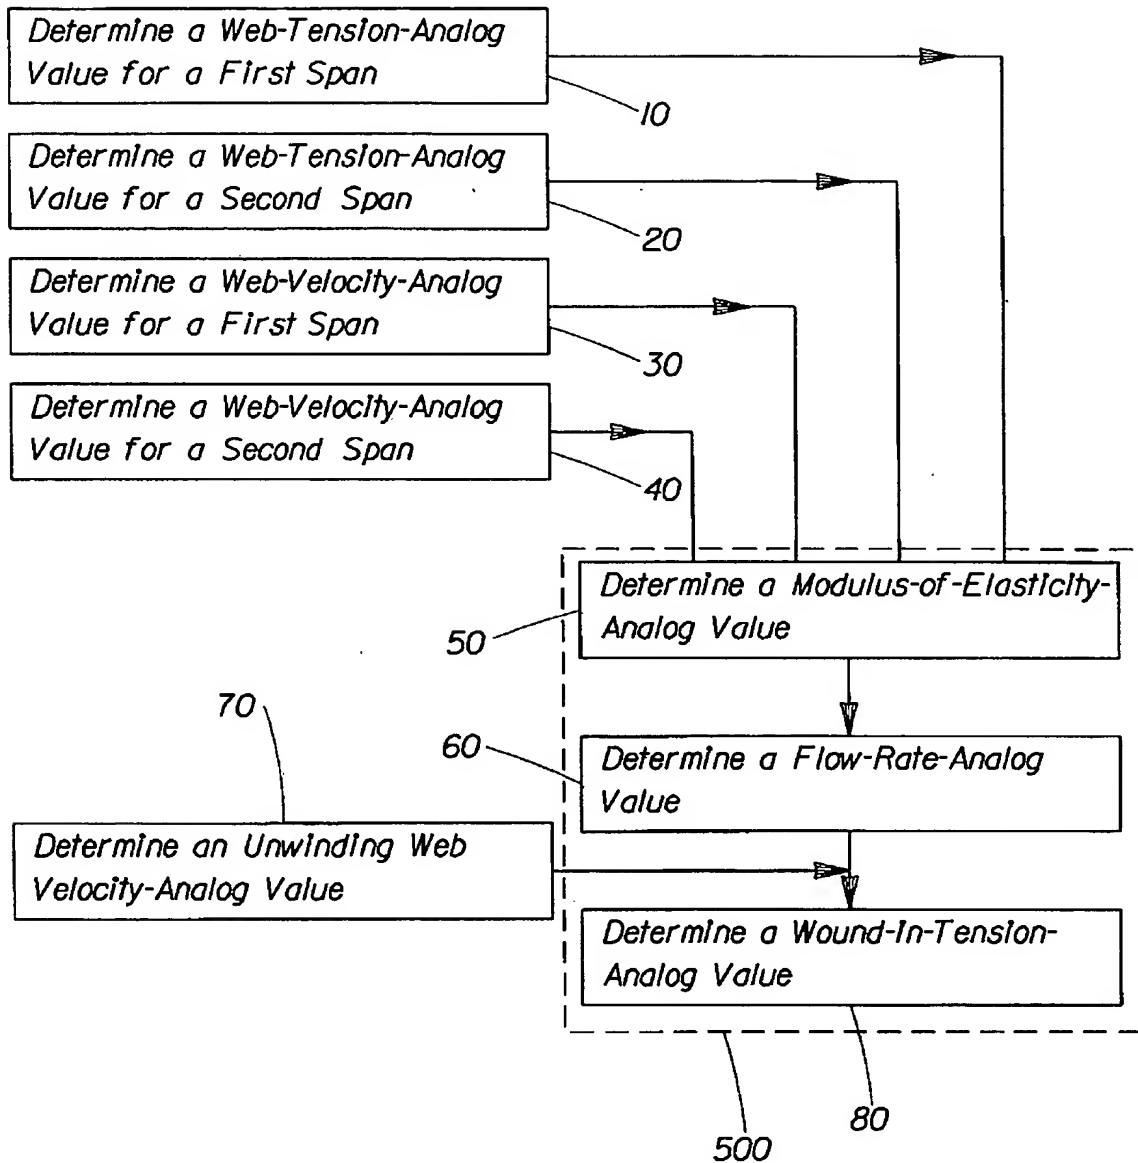 Determine a Web-Tension-Analog
Value for a First Span
10
Determine a Web-Tension-Analog
Value for a Second Span
20
Determine a Web-Velocity-Analog
Value for a First Span
30
Determine a Web-Velocity-Analog
Value for a Second Span
40
Determine a Modulus-of-Elasticity-
Analog Value
50
70
60
Determine a Flow-Rate-Analog
Value
Determine an Unwinding Web
Velocity-Analog Value
Determine a Wound-In-Tension-
Analog Value
80
500